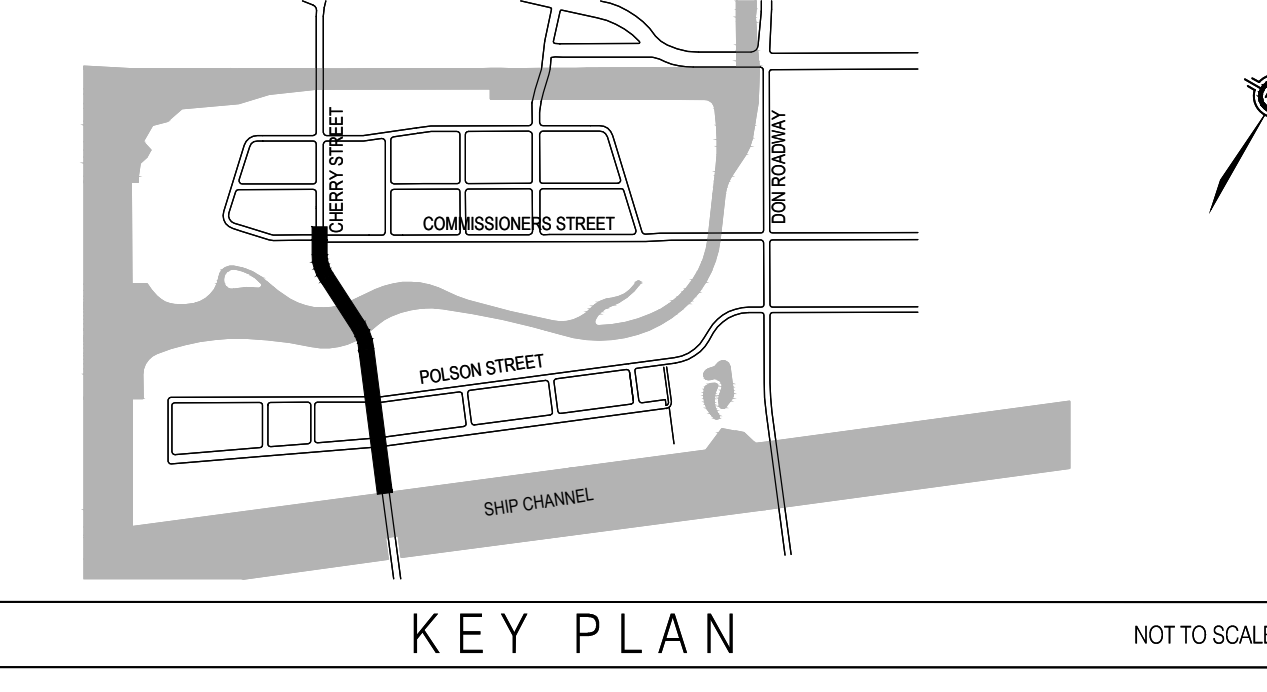 CHERRY STREET
DON ROADWAY
COMMISSIONERS STREET
POLSON STREET
SHIP CHANNEL
KEY PLAN
NOT TO SCALE